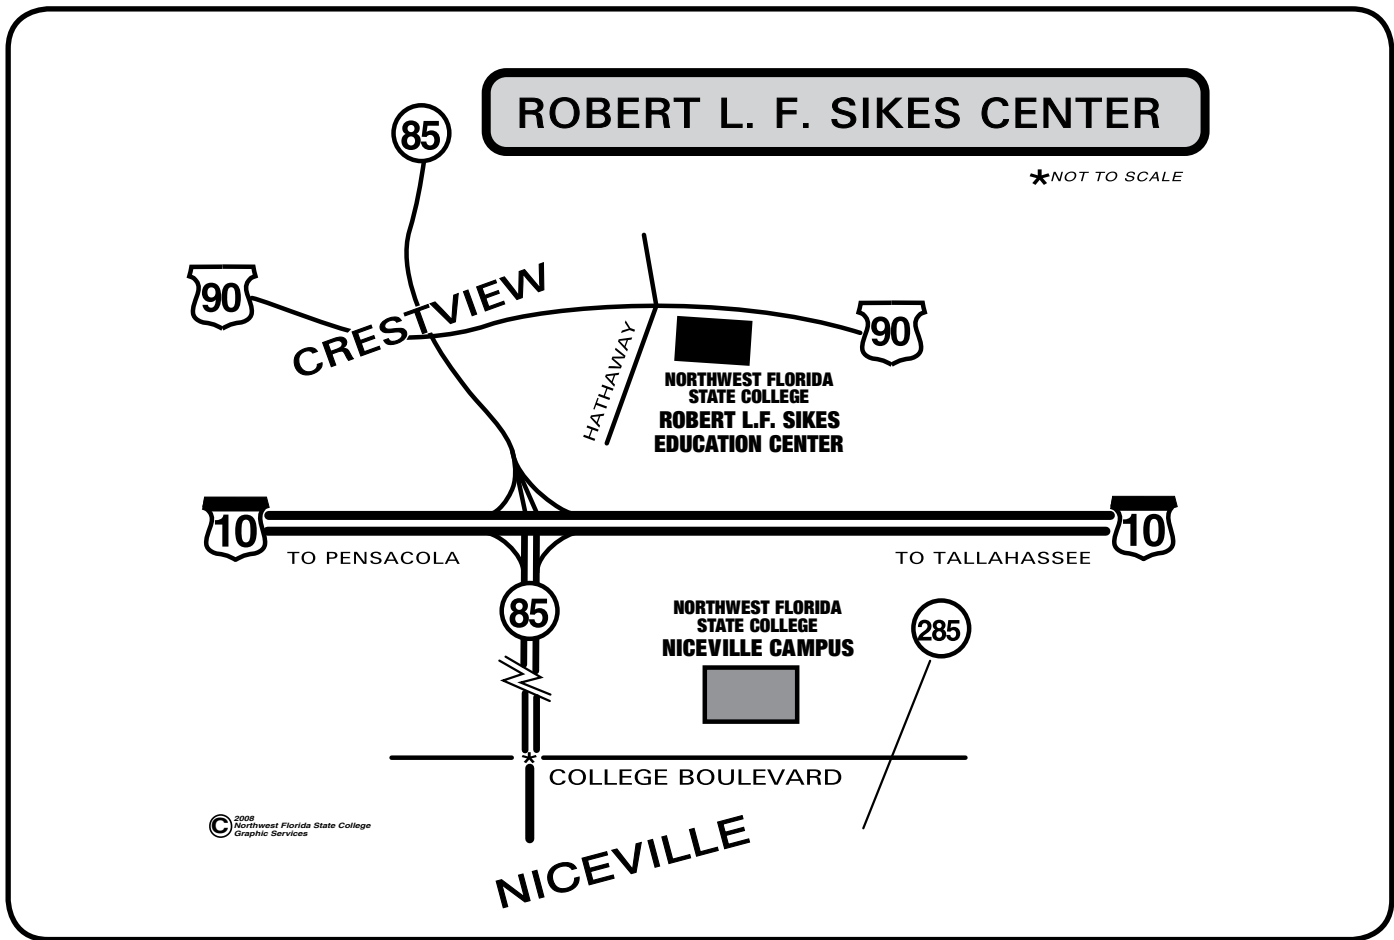 ROBERT L. F. SIKES CENTER
*NOT TO SCALE
85
90
CRESTVIEW
90
HATHAWAY
NORTHWEST FLORIDA
STATE COLLEGE
ROBERT L.F. SIKES
EDUCATION CENTER
10
10
TO PENSACOLA
TO TALLAHASSEE
85
NORTHWEST FLORIDA
STATE COLLEGE
NICEVILLE CAMPUS
285
*
COLLEGE BOULEVARD
© 2008
Northwest Florida State College
Graphic Services
NICEVILLE